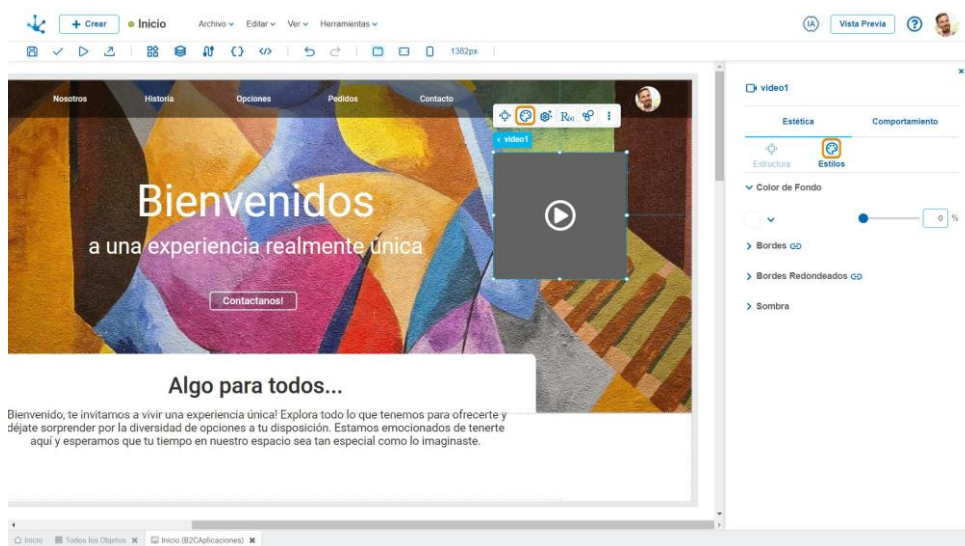 + Crear
Inicio
Archivo
Editar
Ver
Herramientas
(IA)
Vista Previa
?
1382px
Nosotros
Historia
Opciones
Pedidos
Contacto
video1
Bienvenidos
a una experiencia realmente única
Contactanos!
Algo para todos...
Bienvenido, te invitamos a vivir una experiencia única! Explora todo lo que tenemos para ofrecerte y
déjate sorprender por la diversidad de opciones a tu disposición. Estamos emocionados de tenerte
aquí y esperamos que tu tiempo en nuestro espacio sea tan especial como lo imaginaste.
video1
Estética
Comportamiento
Estructura
Estilos
Color de Fondo
0 %
Bordes
Bordes Redondeados
Sombra
Inicio
Todos los Objetos
Inicio (B2CAplicaciones)